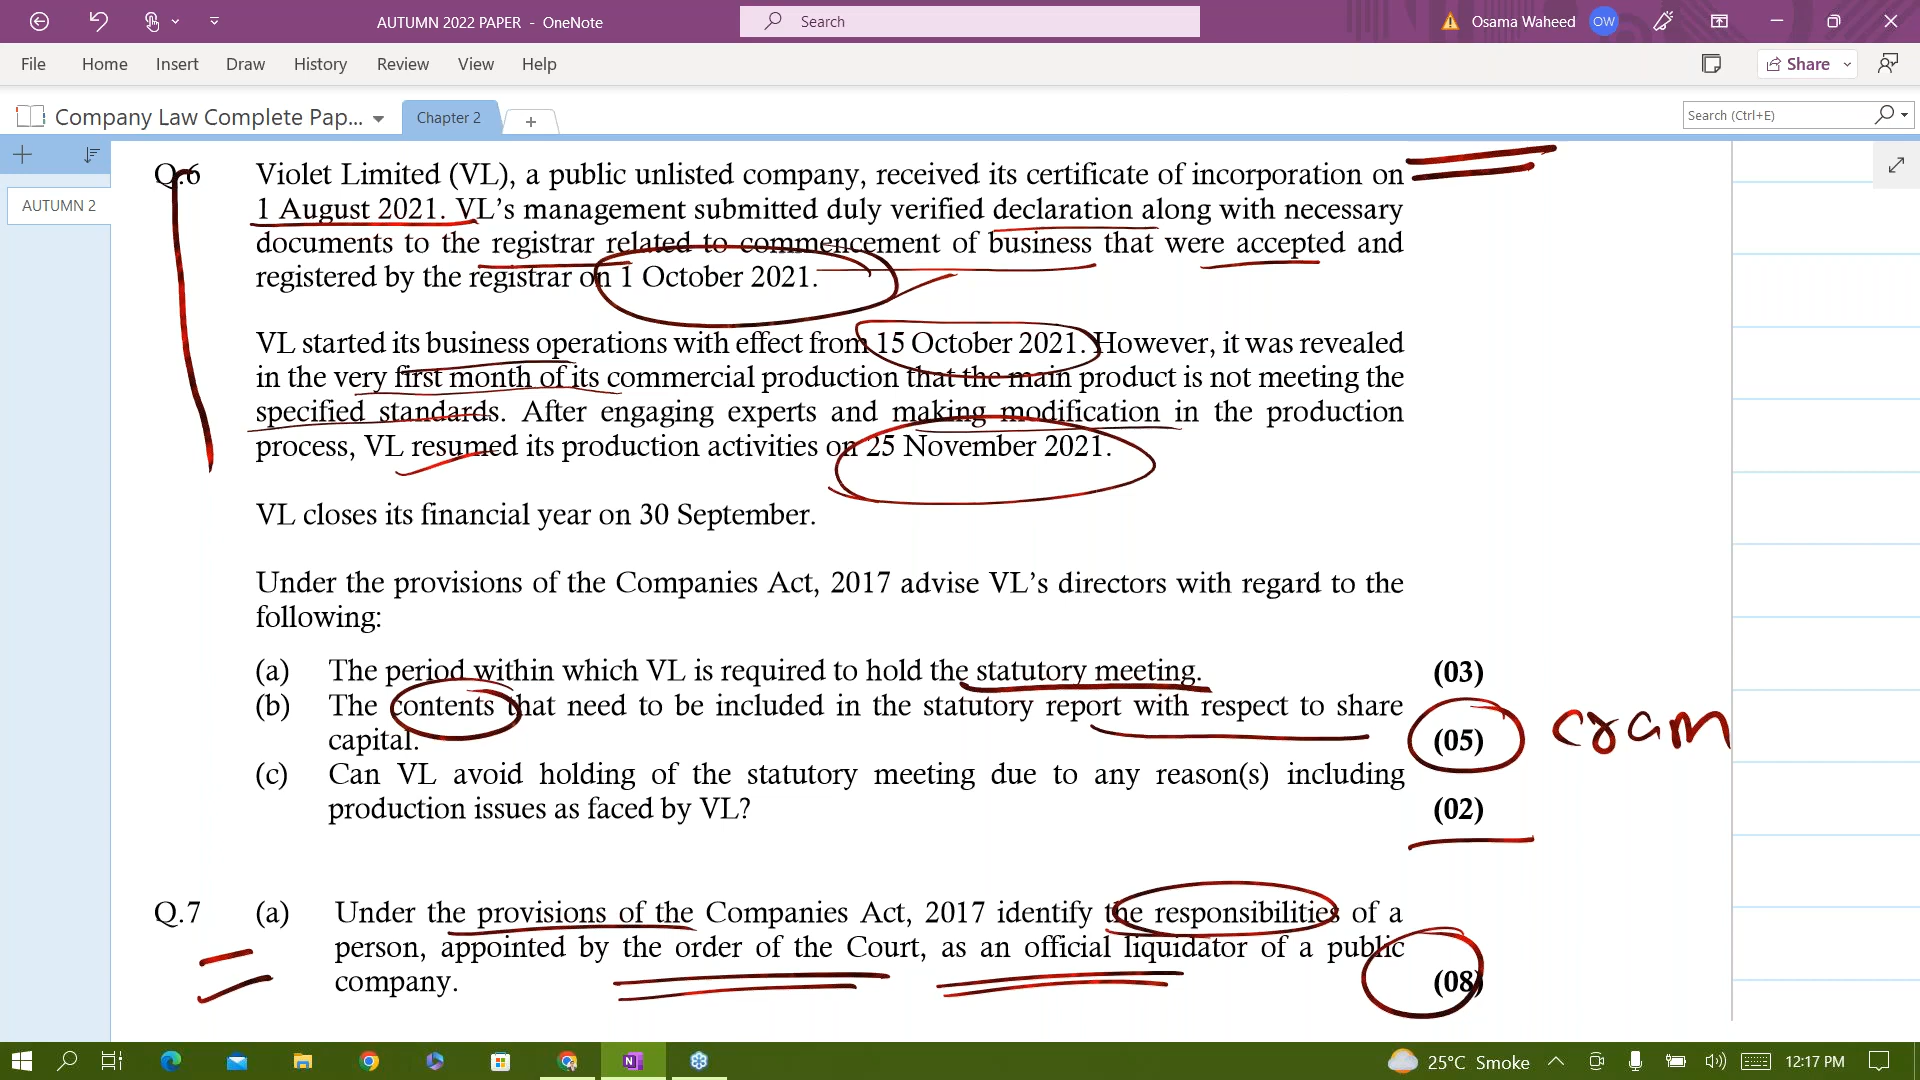 AUTUMN 2022 PAPER - OneNote
Search
Osama Waheed
OW
File Home Insert Draw History Review View Help
Share
Company Law Complete Pap...
Chapter 2
Search (Ctrl+E)
AUTUMN 2
Q.6 Violet Limited (VL), a public unlisted company, received its certificate of incorporation on
1 August 2021. VL's management submitted duly verified declaration along with necessary
documents to the registrar related to commencement of business that were accepted and
registered by the registrar on 1 October 2021.
VL started its business operations with effect from 15 October 2021. However, it was revealed
in the very first month of its commercial production that the main product is not meeting the
specified standards. After engaging experts and making modification in the production
process, VL resumed its production activities on 25 November 2021.
VL closes its financial year on 30 September.
Under the provisions of the Companies Act, 2017 advise VL's directors with regard to the
following:
(a) The period within which VL is required to hold the statutory meeting. (03)
(b) The contents that need to be included in the statutory report with respect to share
capital. (05) cram
(c) Can VL avoid holding of the statutory meeting due to any reason(s) including
production issues as faced by VL? (02)
Q.7 (a) Under the provisions of the Companies Act, 2017 identify the responsibilities of a
person, appointed by the order of the Court, as an official liquidator of a public
company. (08)
25°C Smoke
12:17 PM